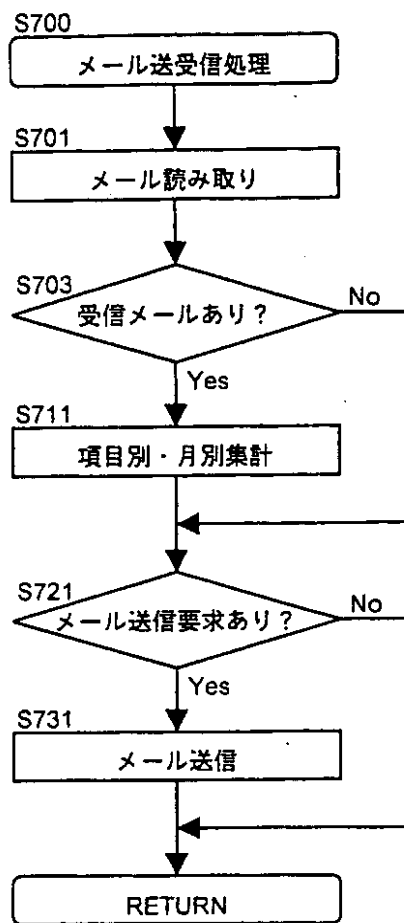 S700
メール送受信処理
S701
メール読み取り
S703
受信メールあり?
No
Yes
S711
項目別・月別集計
S721
メール送信要求あり?
No
Yes
S731
メール送信
RETURN